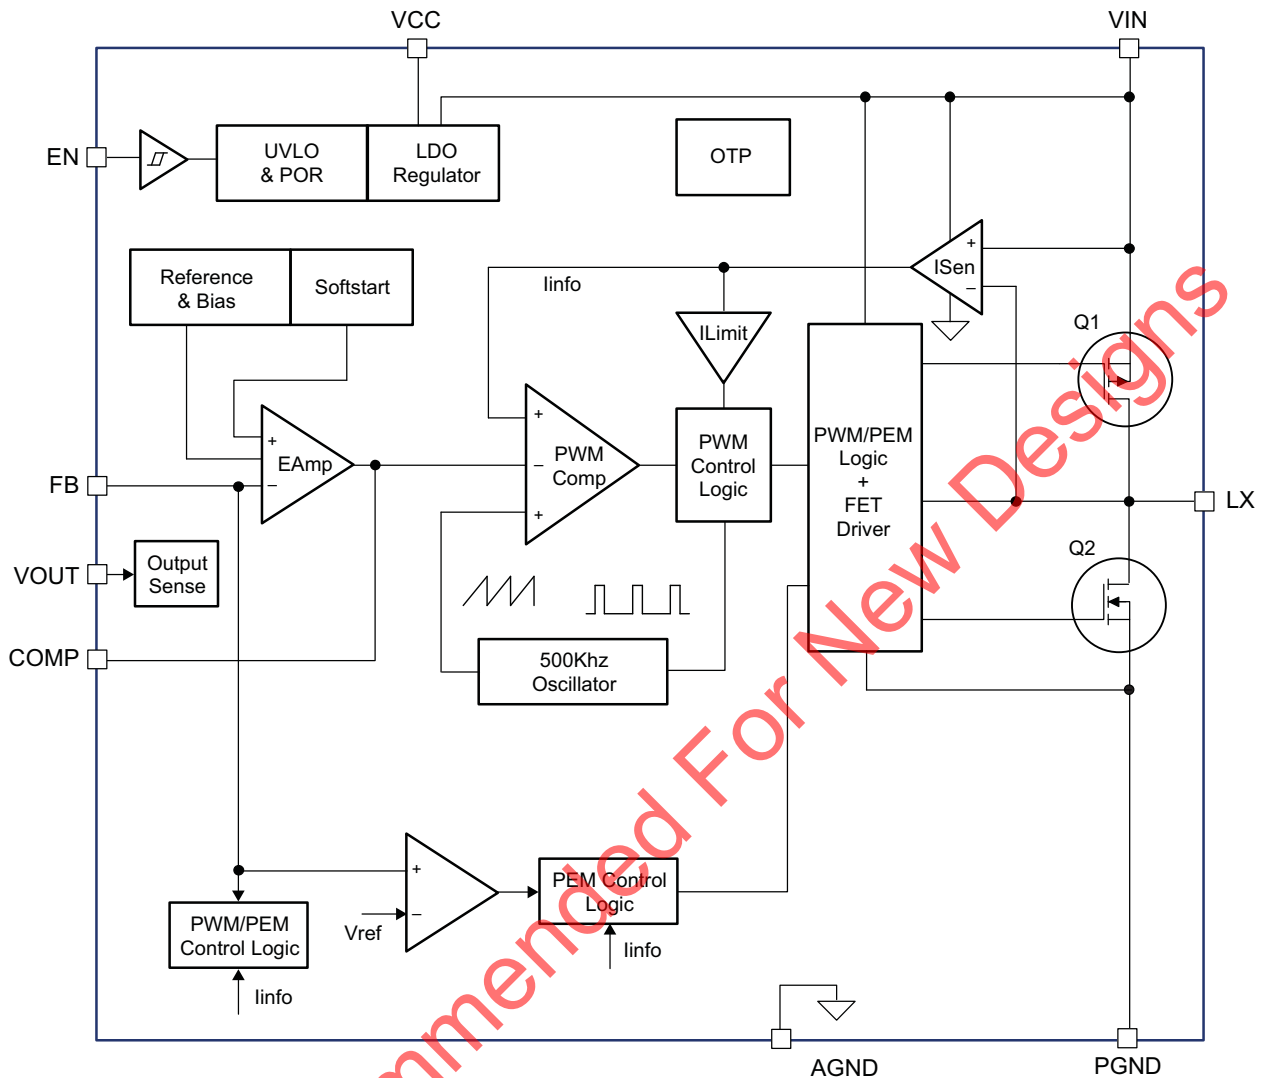 VCC
VIN
EN
UVLO
& POR
LDO
Regulator
OTP
Reference
& Bias
Softstart
Iinfo
ISen
+
−
ILimit
Q1
+
EAmp
−
+
PWM
Comp
−
+
PWM
Control
Logic
PWM/PEM
Logic
+
FET
Driver
FB
LX
VOUT
Output
Sense
Q2
COMP
500Khz
Oscillator
+
−
Vref
PEM Control
Logic
Iinfo
PWM/PEM
Control Logic
Iinfo
AGND
PGND
mmended For New Designs